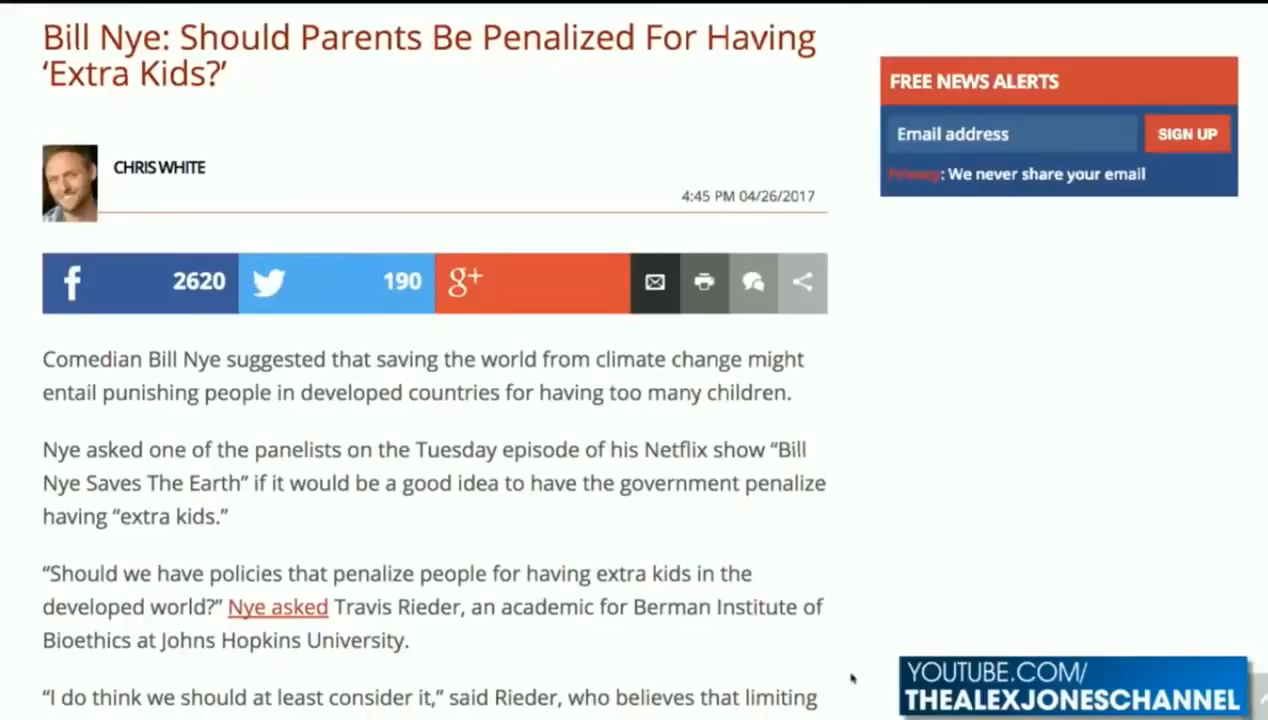 Bill Nye: Should Parents Be Penalized For Having
‘Extra Kids?’
FREE NEWS ALERTS
Email address
SIGN UP
Privacy: We never share your email
CHRIS WHITE
4:45 PM 04/26/2017
f 2620
190
g+
Comedian Bill Nye suggested that saving the world from climate change might
entail punishing people in developed countries for having too many children.
Nye asked one of the panelists on the Tuesday episode of his Netflix show “Bill
Nye Saves The Earth” if it would be a good idea to have the government penalize
having “extra kids.”
“Should we have policies that penalize people for having extra kids in the
developed world?” Nye asked Travis Rieder, an academic for Berman Institute of
Bioethics at Johns Hopkins University.
“I do think we should at least consider it,” said Rieder, who believes that limiting
YOUTUBE.COM/
THEALEXJONESCHANNEL